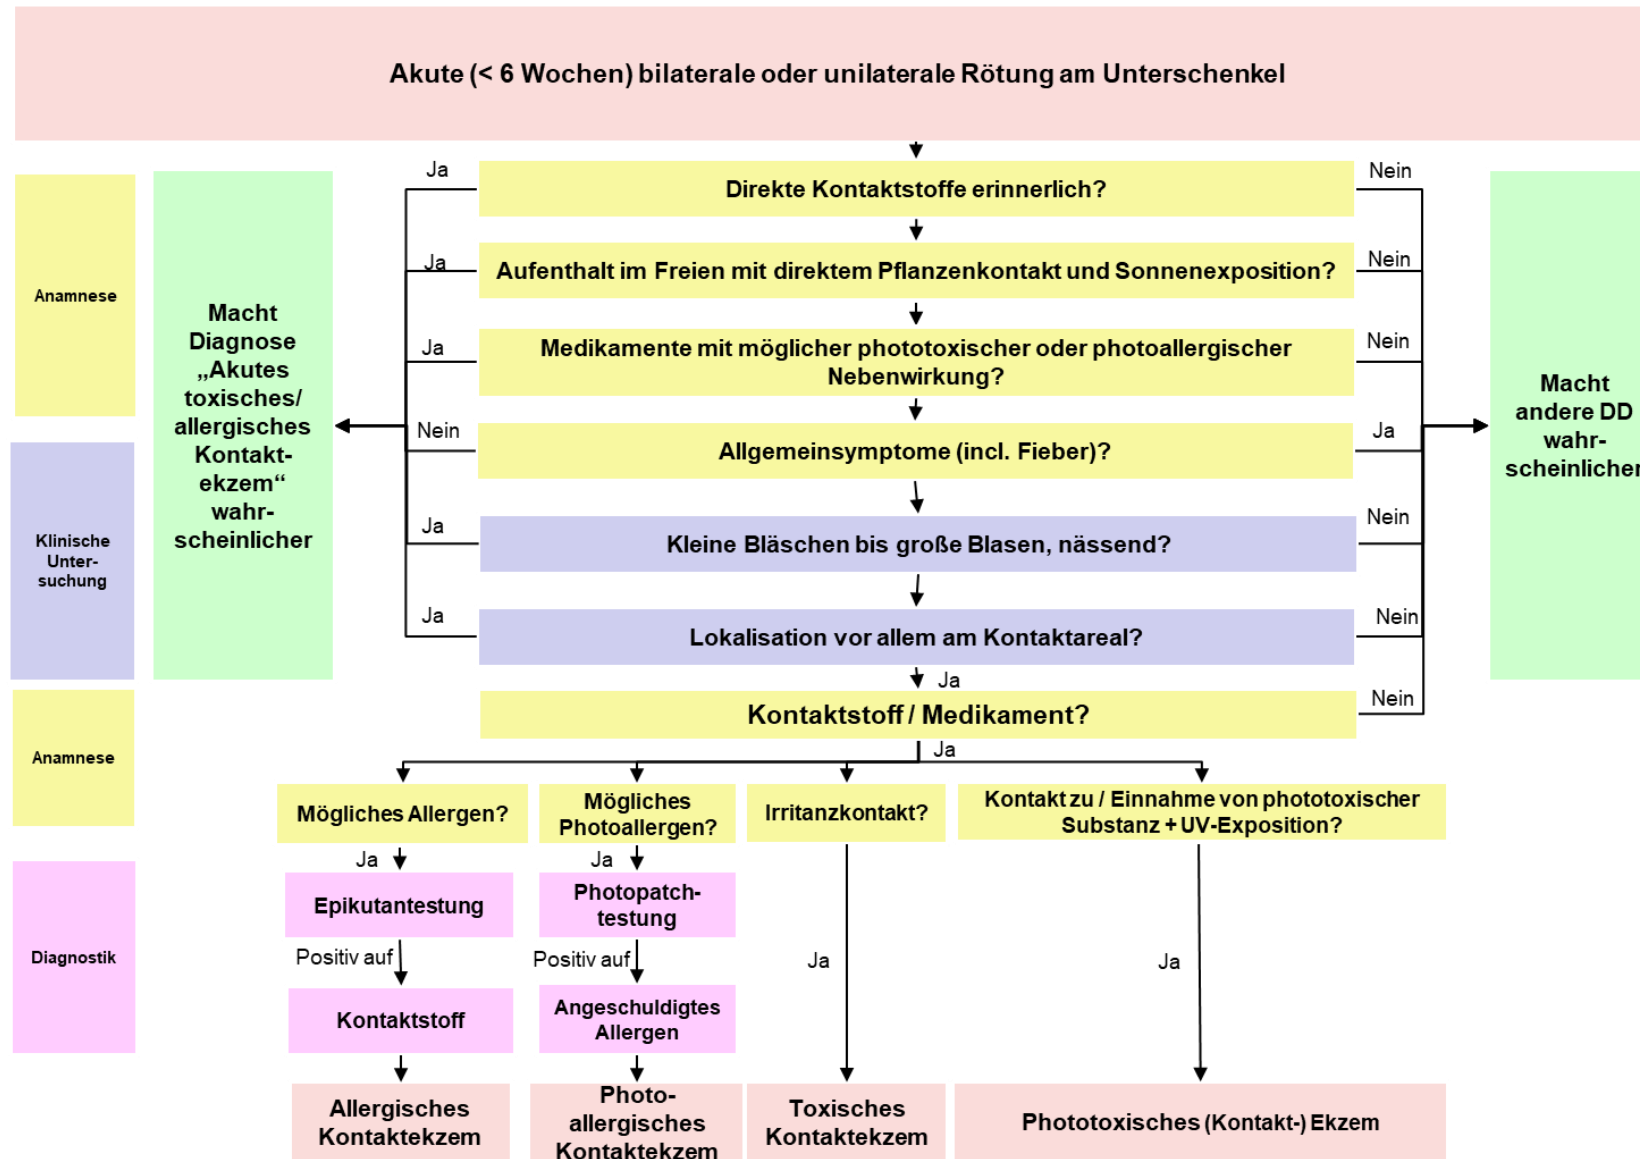 Akute (< 6 Wochen) bilaterale oder unilaterale Rötung am Unterschenkel
Ja
Direkte Kontaktstoffe erinnerlich?
Nein
Ja
Aufenthalt im Freien mit direktem Pflanzenkontakt und Sonnenexposition?
Nein
Anamnese
Ja
Medikamente mit möglicher phototoxischer oder photoallergischer
Nebenwirkung?
Nein
Macht
Diagnose
„Akutes
toxisches/
allergisches
Kontakt-
ekzem“
wahr-
scheinlicher
Macht
andere DD
wahr-
scheinlicher
Nein
Allgemeinsymptome (incl. Fieber)?
Ja
Klinische
Unter-
suchung
Ja
Kleine Bläschen bis große Blasen, nässend?
Nein
Ja
Lokalisation vor allem am Kontaktareal?
Nein
Ja
Anamnese
Kontaktstoff / Medikament?
Nein
Ja
Mögliches Allergen?
Mögliches
Photoallergen?
Irritanzkontakt?
Kontakt zu / Einnahme von phototoxischer
Substanz + UV-Exposition?
Ja
Ja
Diagnostik
Epikutantestung
Photopatch-
testung
Positiv auf
Positiv auf
Ja
Ja
Kontaktstoff
Angeschuldigtes
Allergen
Allergisches
Kontaktekzem
Photo-
allergisches
Kontaktekzem
Toxisches
Kontaktekzem
Phototoxisches (Kontakt-) Ekzem